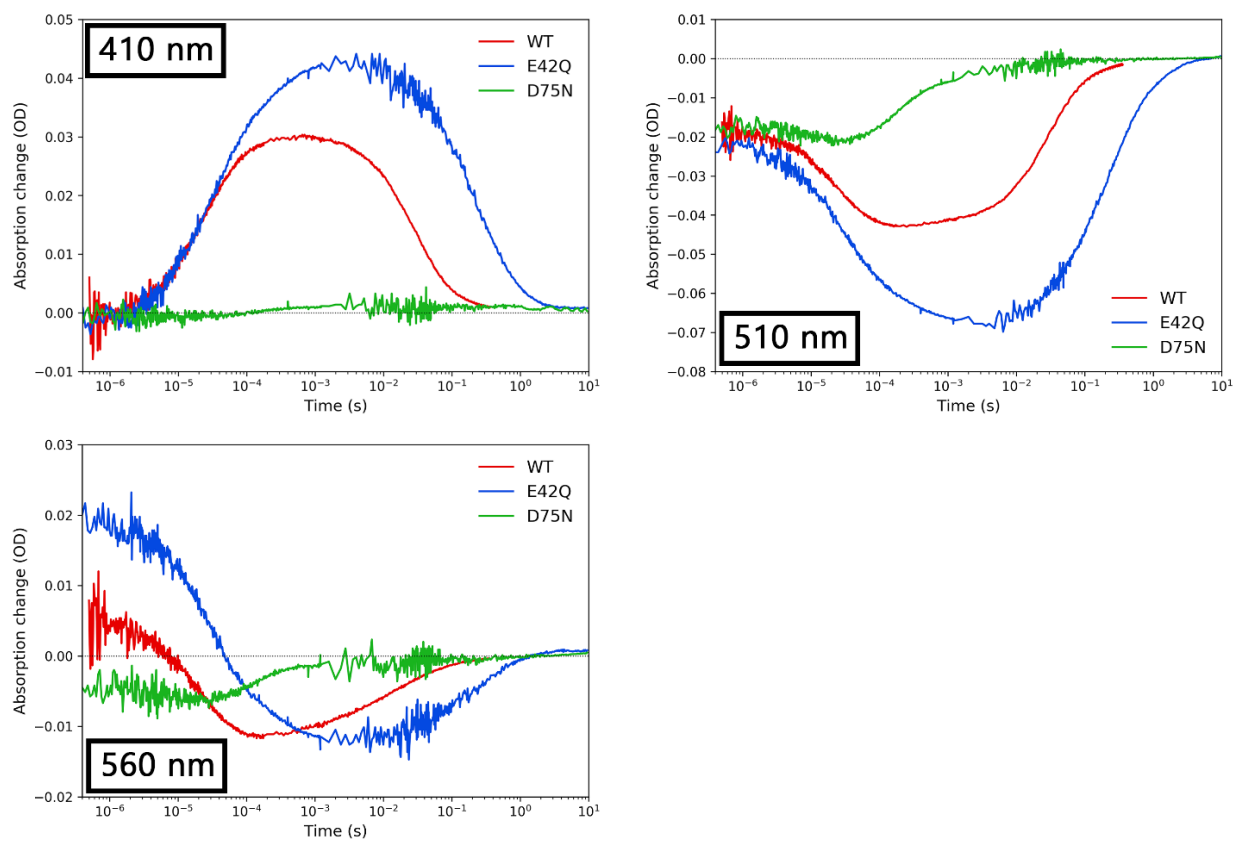 410 nm
WT
E42Q
D75N
Absorption change (OD)
0.05
0.04
0.03
0.02
0.01
0.00
−0.01
10⁻⁶ 10⁻⁵ 10⁻⁴ 10⁻³ 10⁻² 10⁻¹ 10⁰ 10¹
Time (s)
510 nm
WT
E42Q
D75N
Absorption change (OD)
0.01
0.00
−0.01
−0.02
−0.03
−0.04
−0.05
−0.06
−0.07
−0.08
10⁻⁶ 10⁻⁵ 10⁻⁴ 10⁻³ 10⁻² 10⁻¹ 10⁰ 10¹
Time (s)
560 nm
WT
E42Q
D75N
Absorption change (OD)
0.03
0.02
0.01
0.00
−0.01
−0.02
10⁻⁶ 10⁻⁵ 10⁻⁴ 10⁻³ 10⁻² 10⁻¹ 10⁰ 10¹
Time (s)